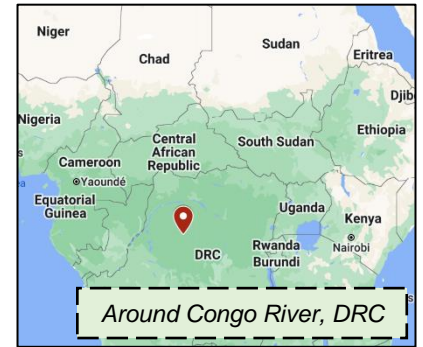 Niger
Chad
Sudan
Eritrea
Djib
Nigeria
Central
African
Republic
South Sudan
Ethiopia
Cameroon
Yaoundé
Equatorial
Guinea
Uganda
Kenya
DRC
Rwanda
Nairobi
Burundi
Around Congo River, DRC